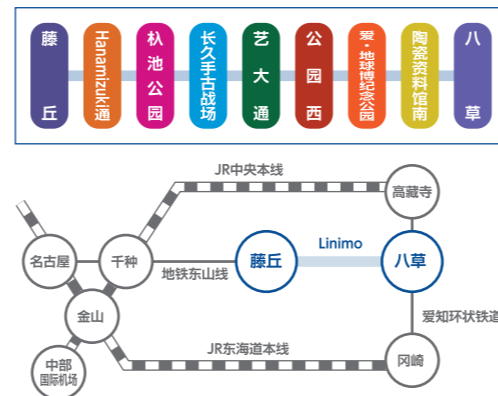 藤丘
Hanamizuki通
杁池公园
长久手古战场
艺大通
公园西
爱·地球博纪念公园
陶瓷资料馆南
八草
JR中央本线
高藏寺
名古屋
千种
地铁东山线
藤丘
Linimo
八草
金山
爱知环状铁道
JR东海道本线
中部
国际机场
冈崎